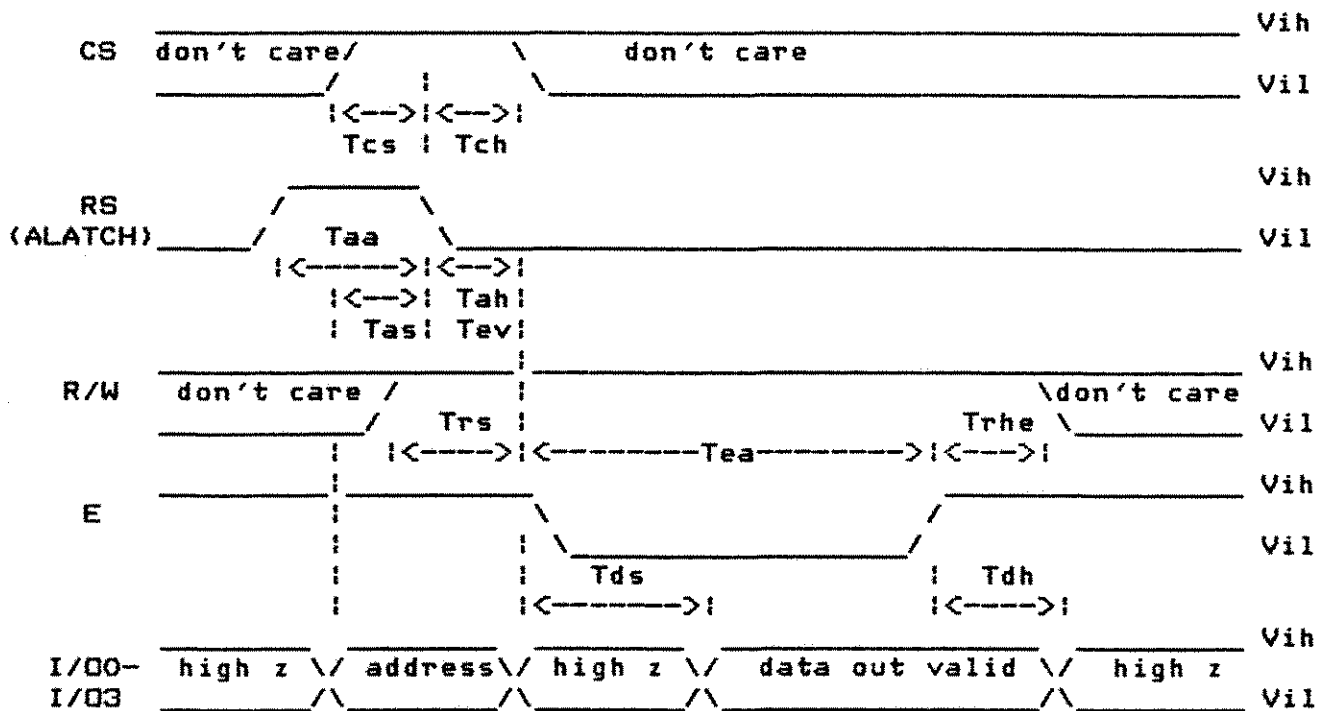 Vih
CS don't care don't care
Vil
Tcs Tch
Vih
RS
(ALATCH) Taa Vil
Tah
Tas Tev
Vih
R/W don't care don't care
Trs Trhe Vil
Tea
Vih
E
Vil
Tds Tdh
Vih
I/O0- high z address high z data out valid high z
I/O3 Vil